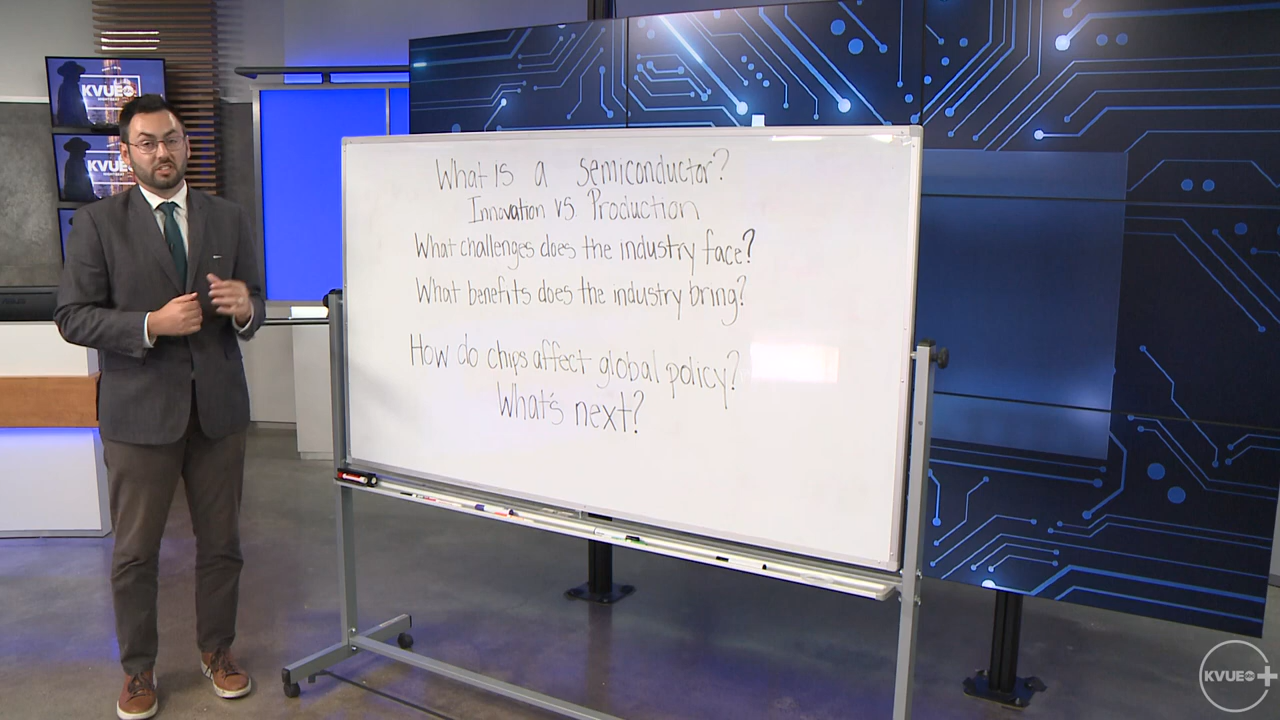 KVUE
KVUE
What is a semiconductor?
Innovation vs. Production
What challenges does the industry face?
What benefits does the industry bring?
How do chips affect global policy?
What's next?
KVUE+